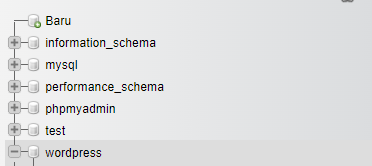 Baru
information_schema
mysql
performance_schema
phpmyadmin
test
wordpress